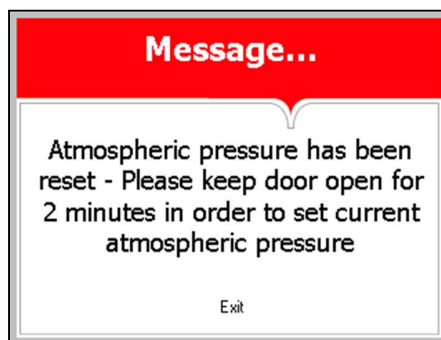 Message...
Atmospheric pressure has been
reset - Please keep door open for
2 minutes in order to set current
atmospheric pressure
Exit